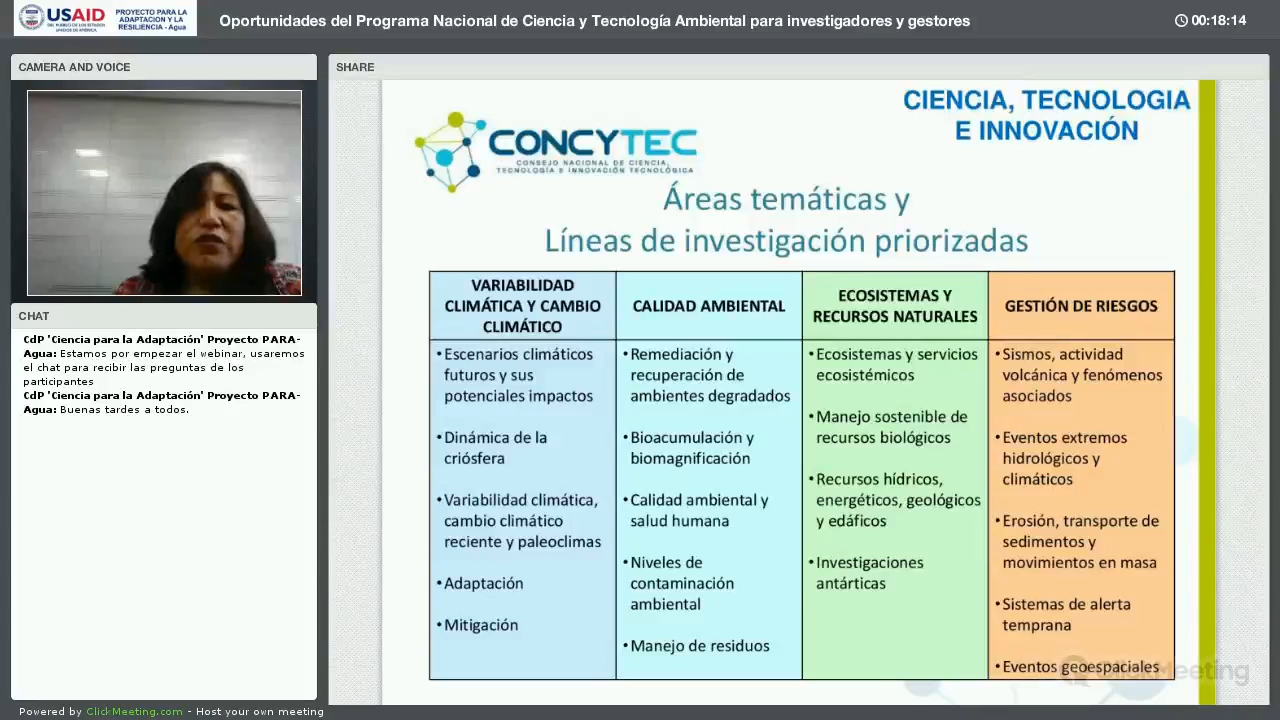 USAID
DEL PUEBLO DE LOS ESTADOS
UNIDOS DE AMÉRICA
PROYECTO PARA LA
ADAPTACIÓN Y LA
RESILIENCIA - Agua
Oportunidades del Programa Nacional de Ciencia y Tecnología Ambiental para investigadores y gestores
00:18:14
CAMERA AND VOICE
CHAT
CdP 'Ciencia para la Adaptación' Proyecto PARA-
Agua: Estamos por empezar el webinar, usaremos
el chat para recibir las preguntas de los
participantes
CdP 'Ciencia para la Adaptación' Proyecto PARA-
Agua: Buenas tardes a todos.
SHARE
CIENCIA, TECNOLOGIA
E INNOVACIÓN
CONCYTEC
CONSEJO NACIONAL DE CIENCIA,
TECNOLOGÍA E INNOVACIÓN TECNOLÓGICA
Áreas temáticas y
Líneas de investigación priorizadas
VARIABILIDAD
CLIMÁTICA Y CAMBIO
CLIMÁTICO
•Escenarios climáticos
futuros y sus
potenciales impactos
•Dinámica de la
criósfera
•Variabilidad climática,
cambio climático
reciente y paleoclimas
•Adaptación
•Mitigación
CALIDAD AMBIENTAL
•Remediación y
recuperación de
ambientes degradados
•Bioacumulación y
biomagnificación
•Calidad ambiental y
salud humana
•Niveles de
contaminación
ambiental
•Manejo de residuos
ECOSISTEMAS Y
RECURSOS NATURALES
•Ecosistemas y servicios
ecosistémicos
•Manejo sostenible de
recursos biológicos
•Recursos hídricos,
energéticos, geológicos
y edáficos
•Investigaciones
antárticas
GESTIÓN DE RIESGOS
•Sismos, actividad
volcánica y fenómenos
asociados
•Eventos extremos
hidrológicos y
climáticos
•Erosión, transporte de
sedimentos y
movimientos en masa
•Sistemas de alerta
temprana
•Eventos geoespaciales
ClickMeeting
Powered by ClickMeeting.com - Host your own meeting